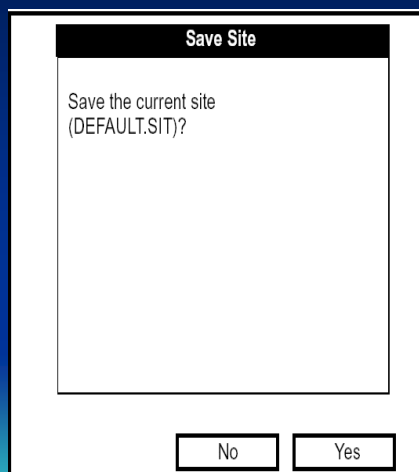 Save Site
Save the current site
(DEFAULT.SIT)?
No
Yes